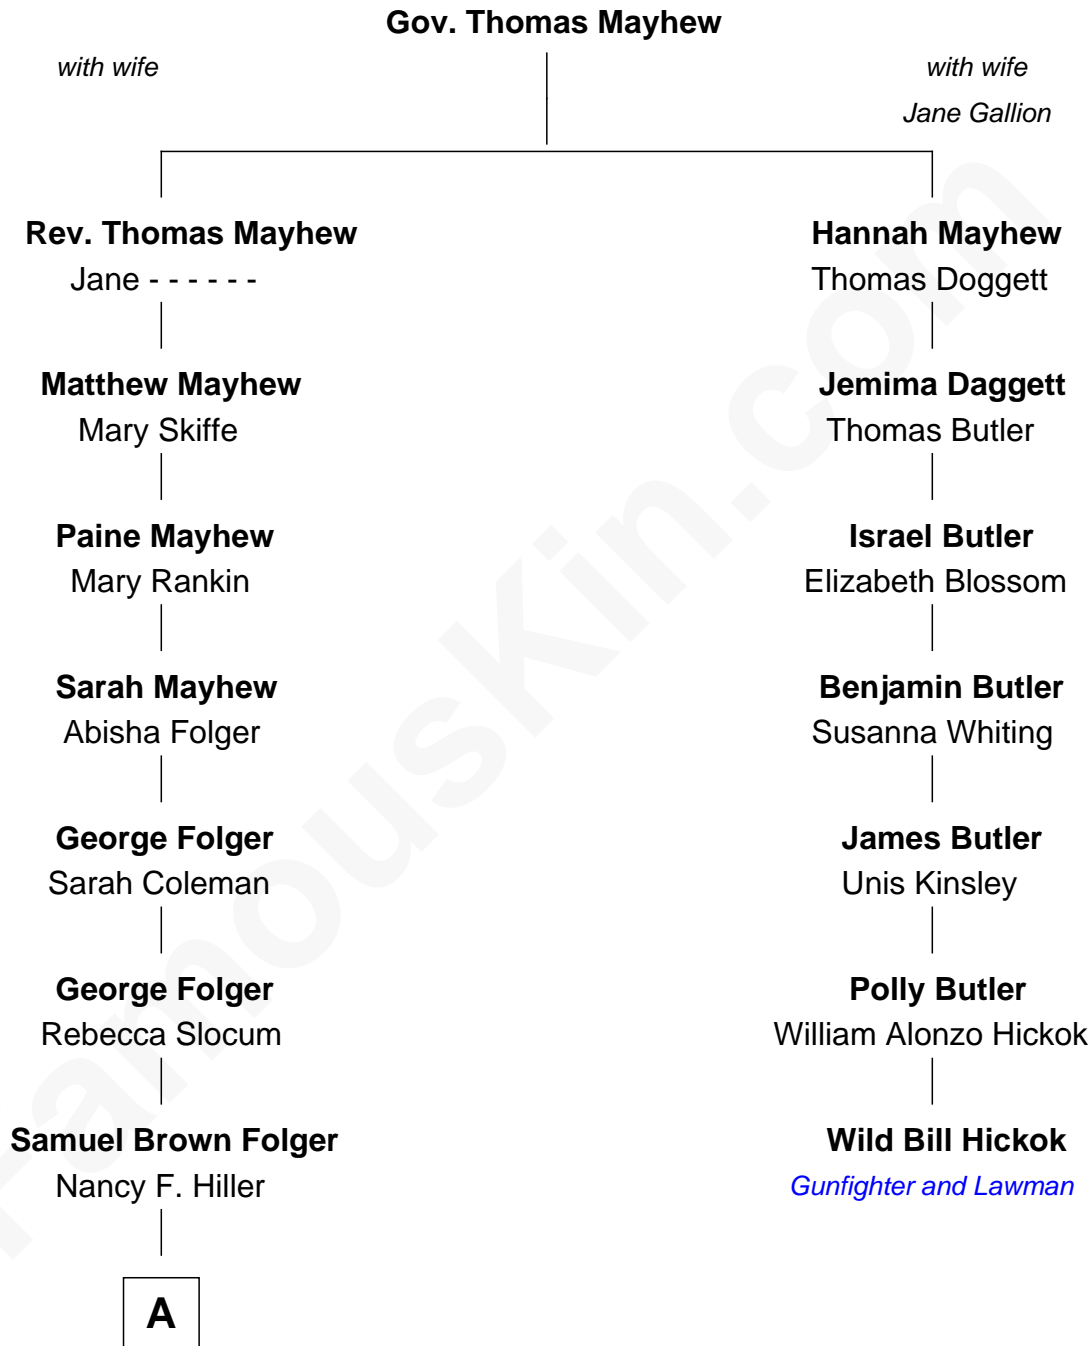 Gov. Thomas Mayhew
with wife
with wife
Jane Gallion
Rev. Thomas Mayhew
Jane - - - - - -
Hannah Mayhew
Thomas Doggett
Matthew Mayhew
Mary Skiffe
Jemima Daggett
Thomas Butler
Paine Mayhew
Mary Rankin
Israel Butler
Elizabeth Blossom
Sarah Mayhew
Abisha Folger
Benjamin Butler
Susanna Whiting
George Folger
Sarah Coleman
James Butler
Unis Kinsley
George Folger
Rebecca Slocum
Polly Butler
William Alonzo Hickok
Samuel Brown Folger
Nancy F. Hiller
Wild Bill Hickok
Gunfighter and Lawman
A
FamousKin.com